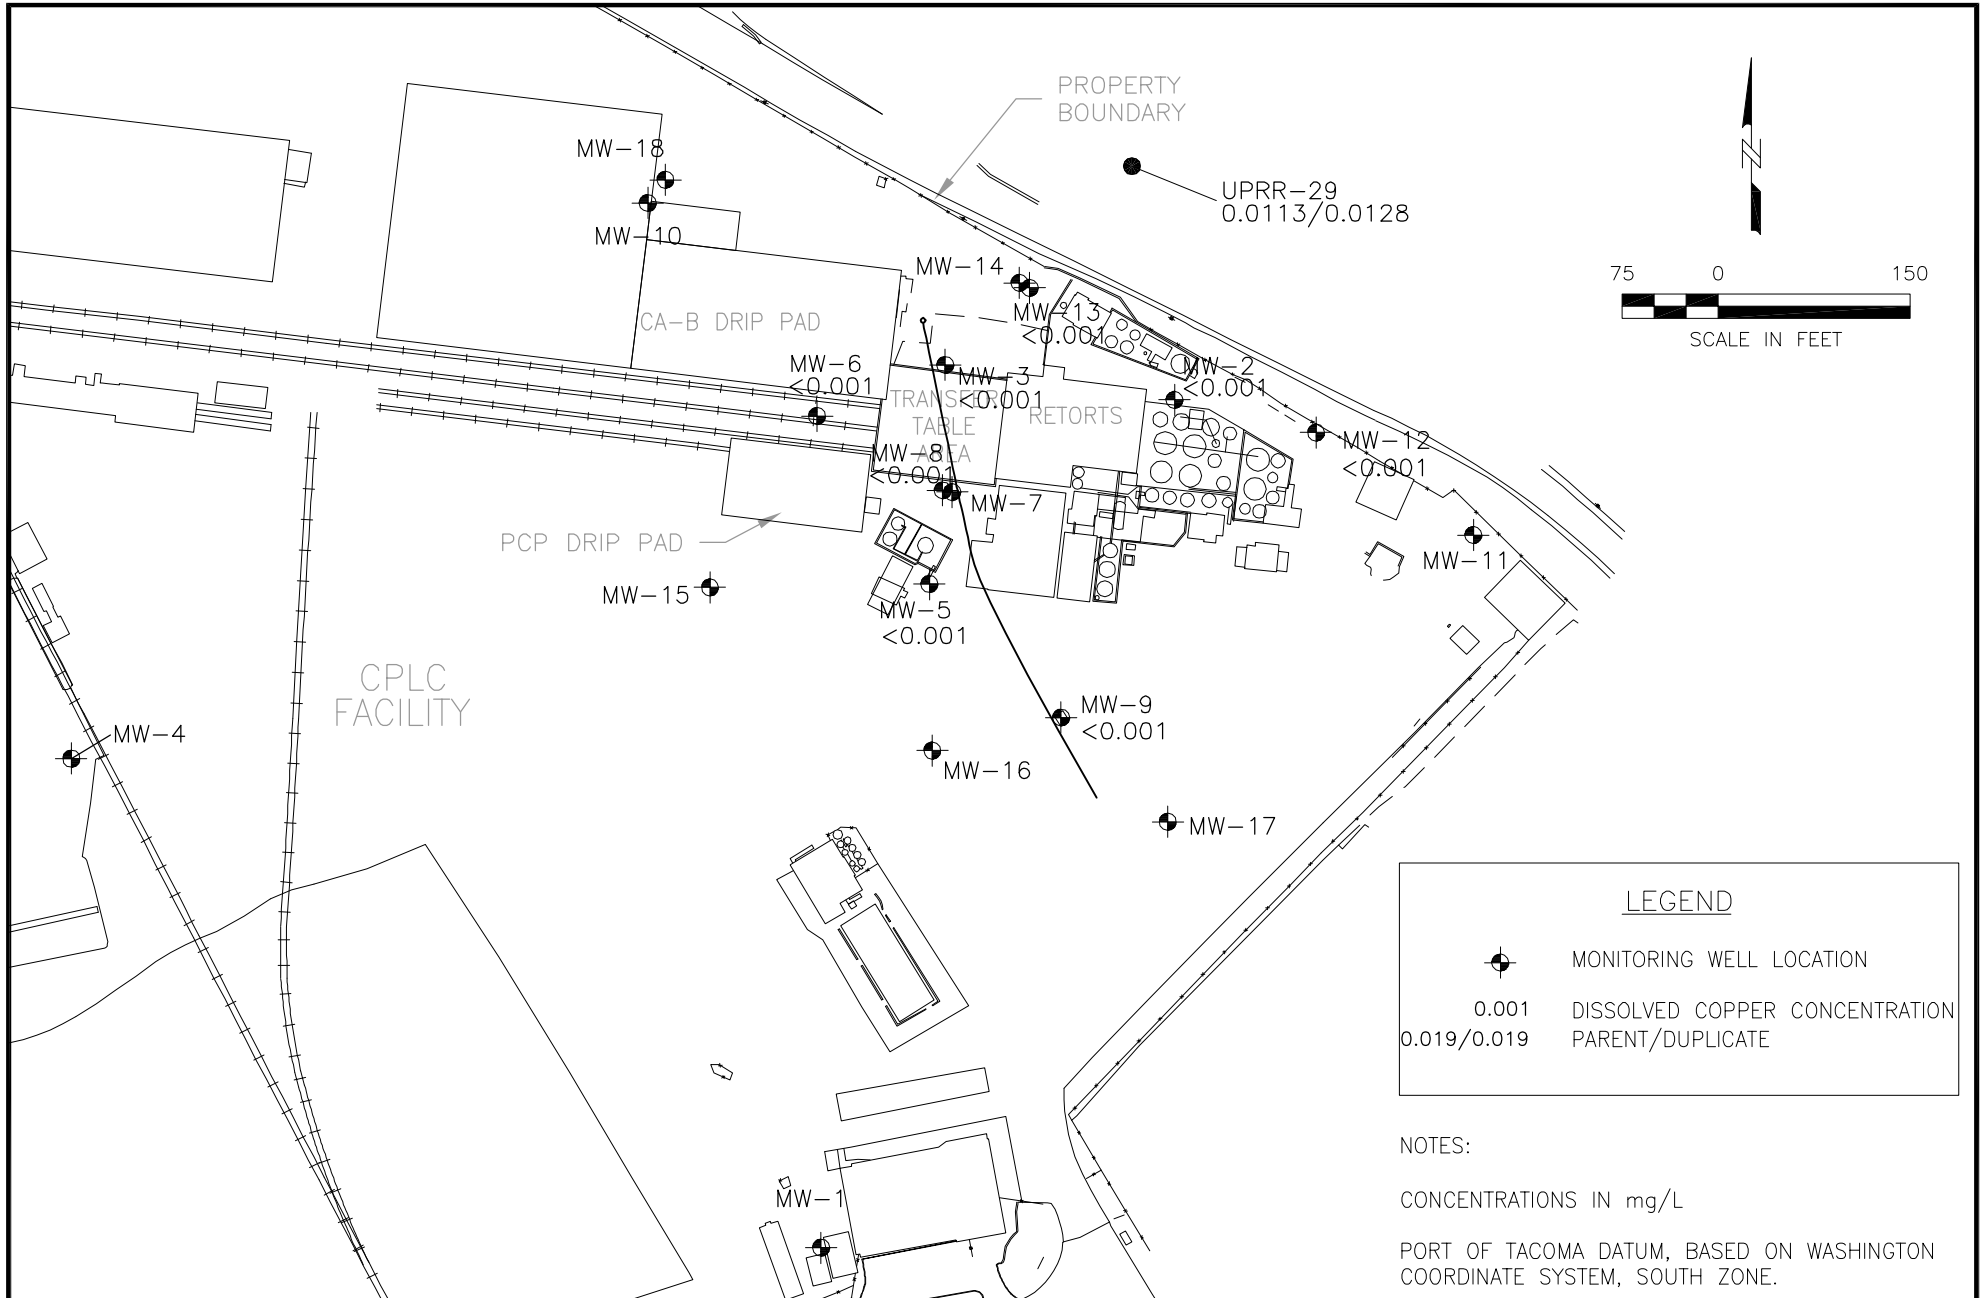 PROPERTY
BOUNDARY
MW-18
MW-10
UPRR-29
0.0113/0.0128
N
75 0 150
SCALE IN FEET
MW-14
MW-13
<0.001
CA-B DRIP PAD
MW-6
<0.001
MW-3
<0.001
MW-2
<0.001
TRANSFER
TABLE
AREA
RETORTS
MW-12
<0.001
MW-8
<0.001
MW-7
PCP DRIP PAD
MW-11
MW-15
MW-5
<0.001
CPLC
FACILITY
MW-4
MW-9
<0.001
MW-16
MW-17
MW-1
LEGEND
MONITORING WELL LOCATION
0.001 DISSOLVED COPPER CONCENTRATION
0.019/0.019 PARENT/DUPLICATE
NOTES:
CONCENTRATIONS IN mg/L
PORT OF TACOMA DATUM, BASED ON WASHINGTON
COORDINATE SYSTEM, SOUTH ZONE.